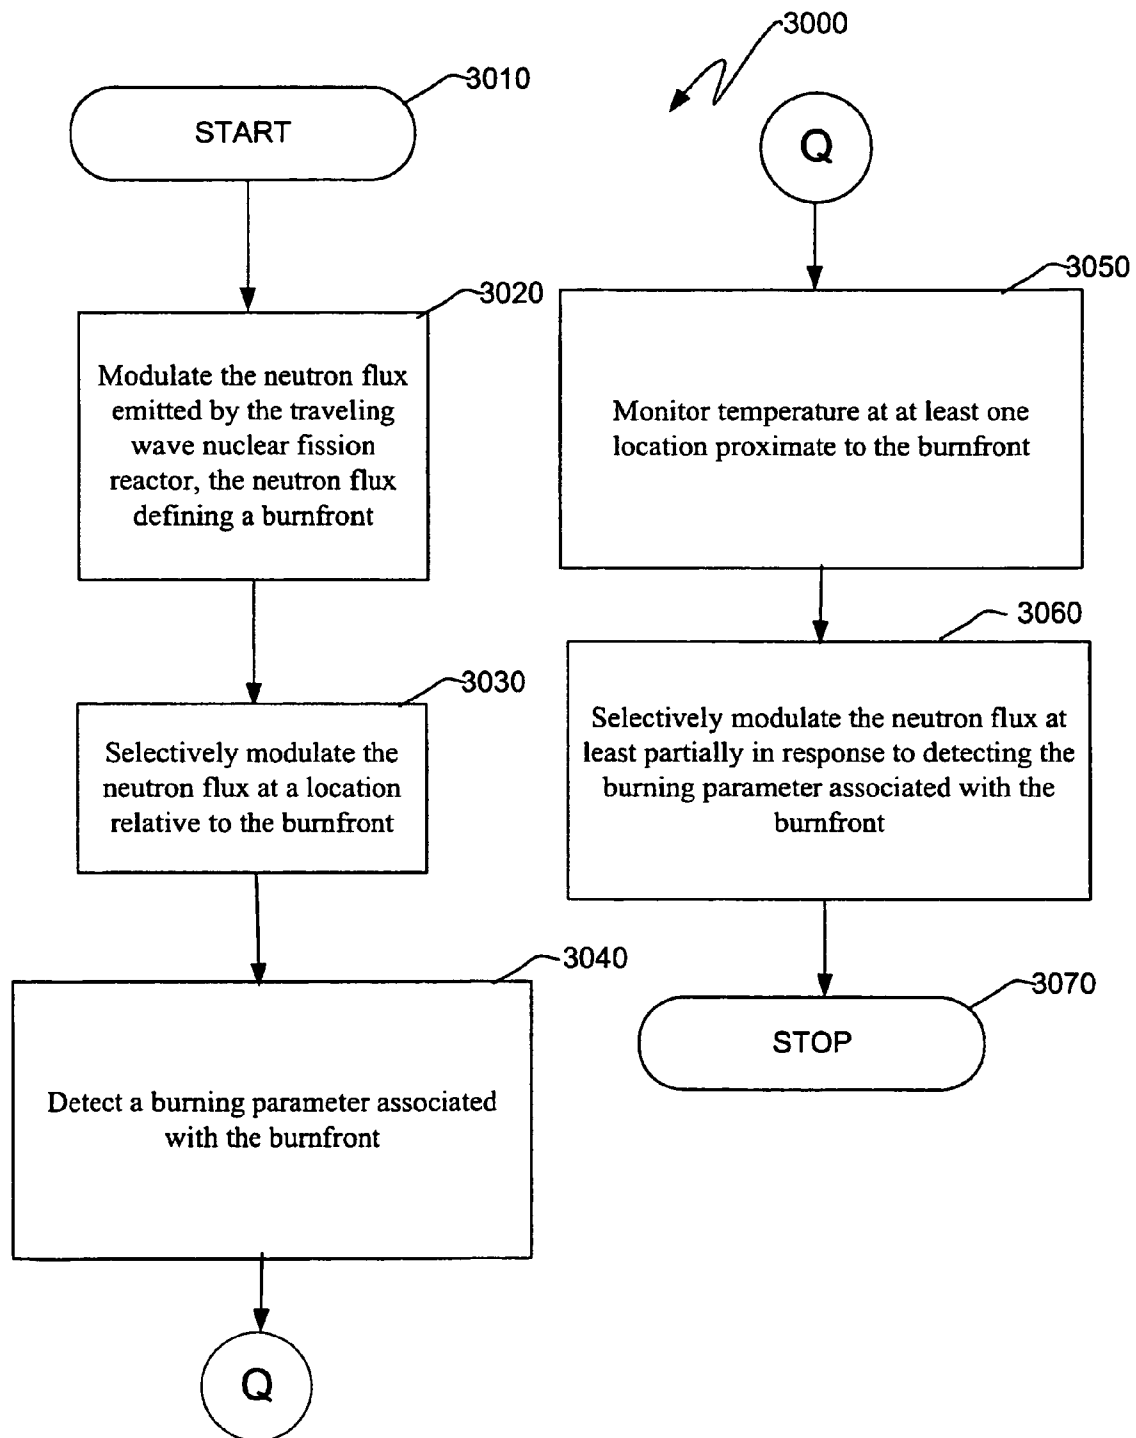 3000
3010
START
3020
Modulate the neutron flux
emitted by the traveling
wave nuclear fission
reactor, the neutron flux
defining a burnfront
3030
Selectively modulate the
neutron flux at a location
relative to the burnfront
3040
Detect a burning parameter associated
with the burnfront
Q
Q
3050
Monitor temperature at at least one
location proximate to the burnfront
3060
Selectively modulate the neutron flux at
least partially in response to detecting the
burning parameter associated with the
burnfront
3070
STOP